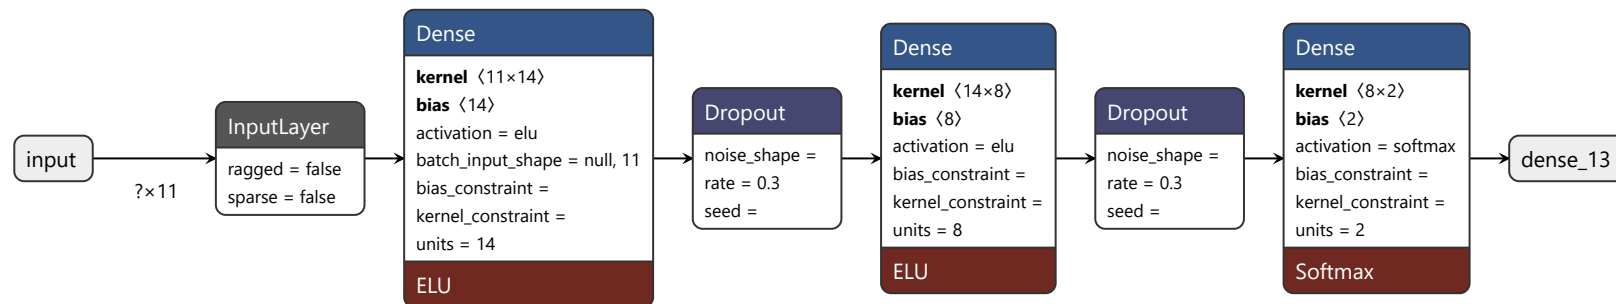 input
?×11
InputLayer
ragged = false
sparse = false
Dense
kernel 〈11×14〉
bias 〈14〉
activation = elu
batch_input_shape = null, 11
bias_constraint =
kernel_constraint =
units = 14
ELU
Dropout
noise_shape =
rate = 0.3
seed =
Dense
kernel 〈14×8〉
bias 〈8〉
activation = elu
bias_constraint =
kernel_constraint =
units = 8
ELU
Dropout
noise_shape =
rate = 0.3
seed =
Dense
kernel 〈8×2〉
bias 〈2〉
activation = softmax
bias_constraint =
kernel_constraint =
units = 2
Softmax
dense_13